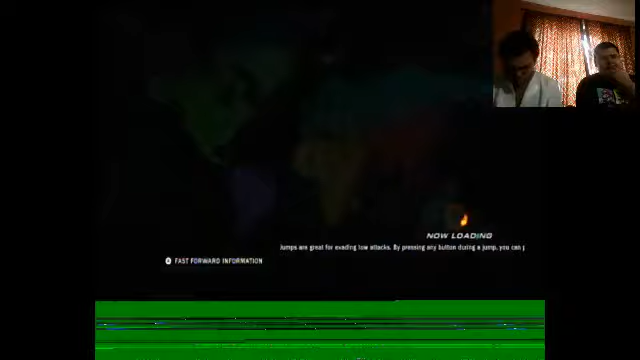 NOW LOADING
Jumps are great for evading low attacks. By pressing any button during a jump, you can p
FAST FORWARD INFORMATION